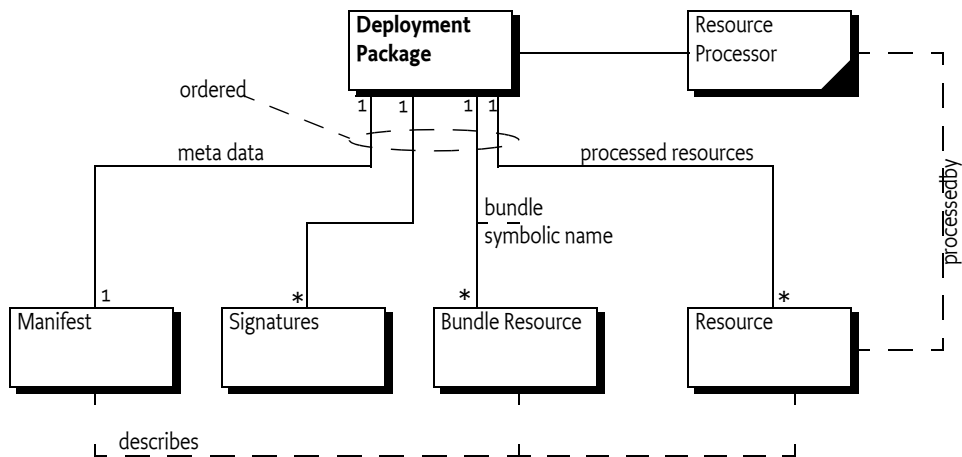 Deployment
Package
Resource
Processor
ordered
1
1
1
1
meta data
processed resources
processedby
bundle
symbolic name
1
*
*
*
Manifest
Signatures
Bundle Resource
Resource
describes